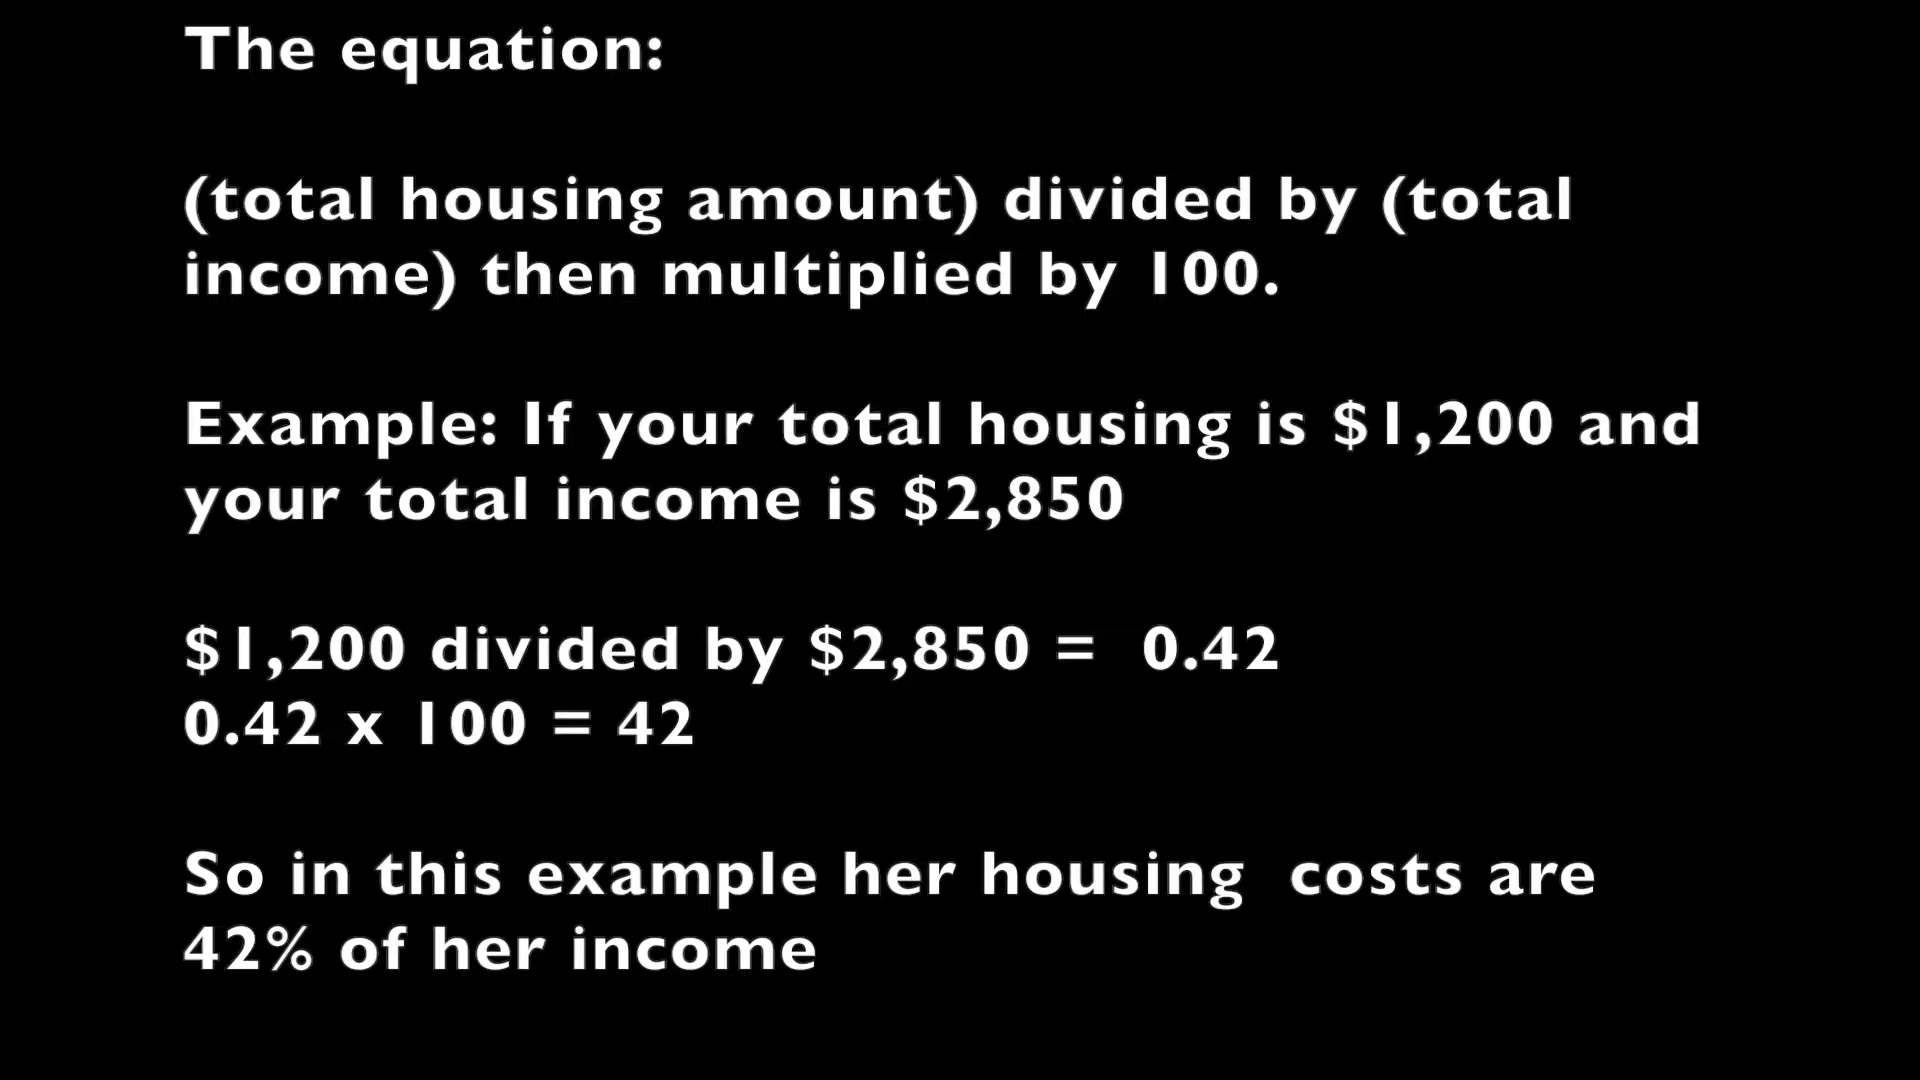 The equation:
(total housing amount) divided by (total
income) then multiplied by 100.
Example: If your total housing is $1,200 and
your total income is $2,850
$1,200 divided by $2,850 =  0.42
0.42 x 100 = 42
So in this example her housing  costs are
42% of her income